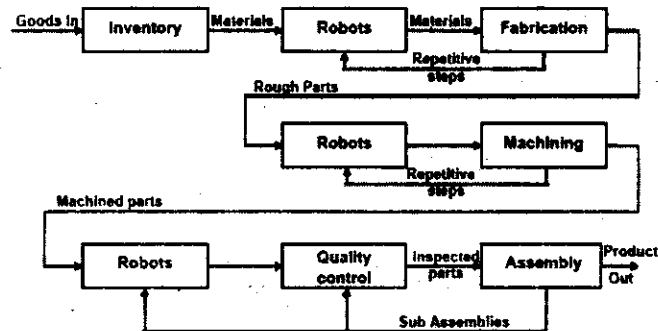 Goods In
Inventory
Materials
Robots
Materials
Fabrication
Repetitive
steps
Rough Parts
Robots
Machining
Repetitive
steps
Machined parts
Robots
Quality
control
Inspected
parts
Assembly
Product
Out
Sub Assemblies